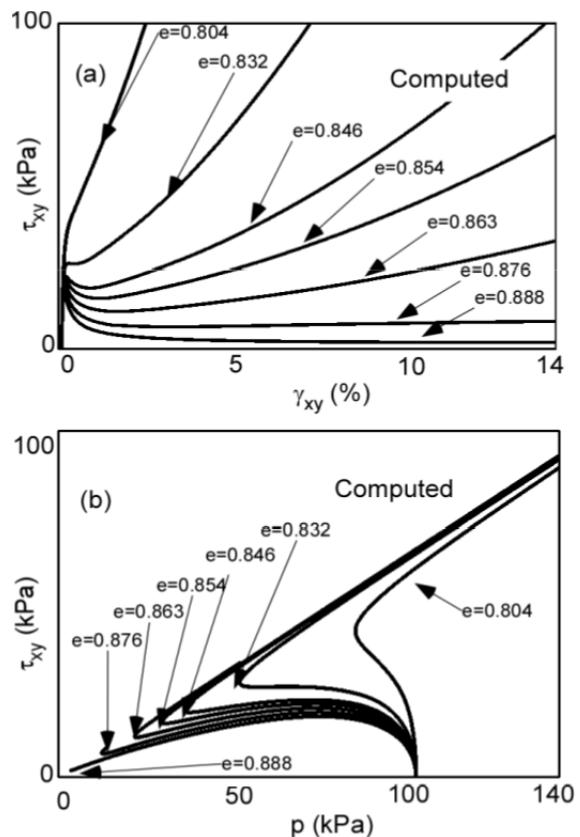 100
e=0.804
(a)
e=0.832
Computed
e=0.846
e=0.854
e=0.863
e=0.876
e=0.888
τxy (kPa)
0
0 5 10 14
γxy (%)
100
(b)
Computed
e=0.832
e=0.846
e=0.854
e=0.863
e=0.876
e=0.804
e=0.888
τxy (kPa)
0
0 50 100 140
p (kPa)